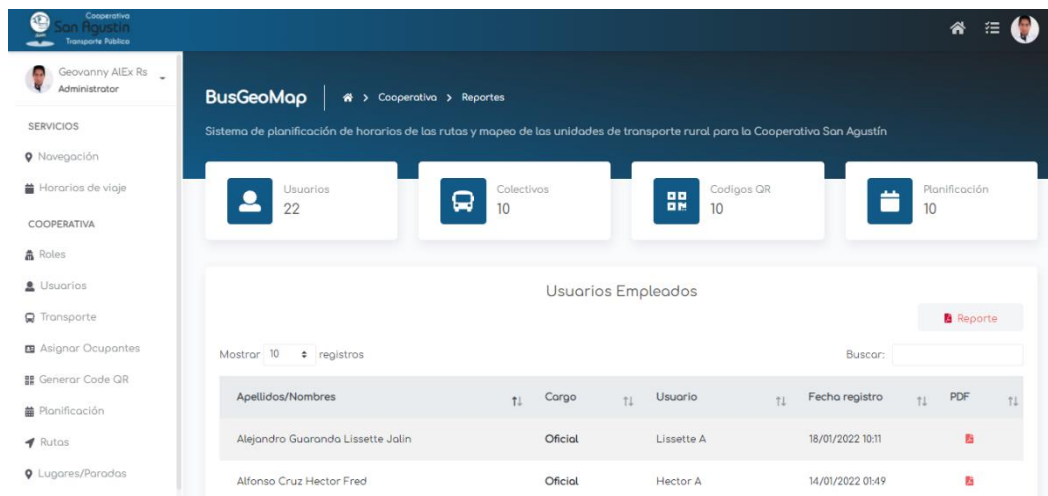 Cooperativa
San Agustín
Transporte Público
Geovanny AlEx Rs
Administrator
SERVICIOS
Navegación
Horarios de viaje
COOPERATIVA
Roles
Usuarios
Transporte
Asignar Ocupantes
Generar Code QR
Planificación
Rutas
Lugares/Paradas
BusGeoMap
> Cooperativa > Reportes
Sistema de planificación de horarios de las rutas y mapeo de las unidades de transporte rural para la Cooperativa San Agustín
Usuarios
22
Colectivos
10
Codigos QR
10
Planificación
10
Usuarios Empleados
Reporte
Mostrar 10 registros
Buscar:
Apellidos/Nombres Cargo Usuario Fecha registro PDF
Alejandro Guaranda Lissette Jalin Oficial Lissette A 18/01/2022 10:11
Alfonso Cruz Hector Fred Oficial Hector A 14/01/2022 01:49